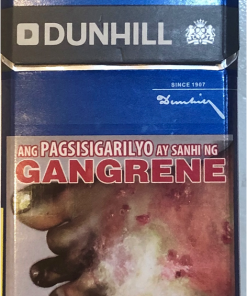 DUNHILL
SINCE 1907
Dunhill
ANG PAGSISIGARILYO AY SANHI NG
GANGRENE